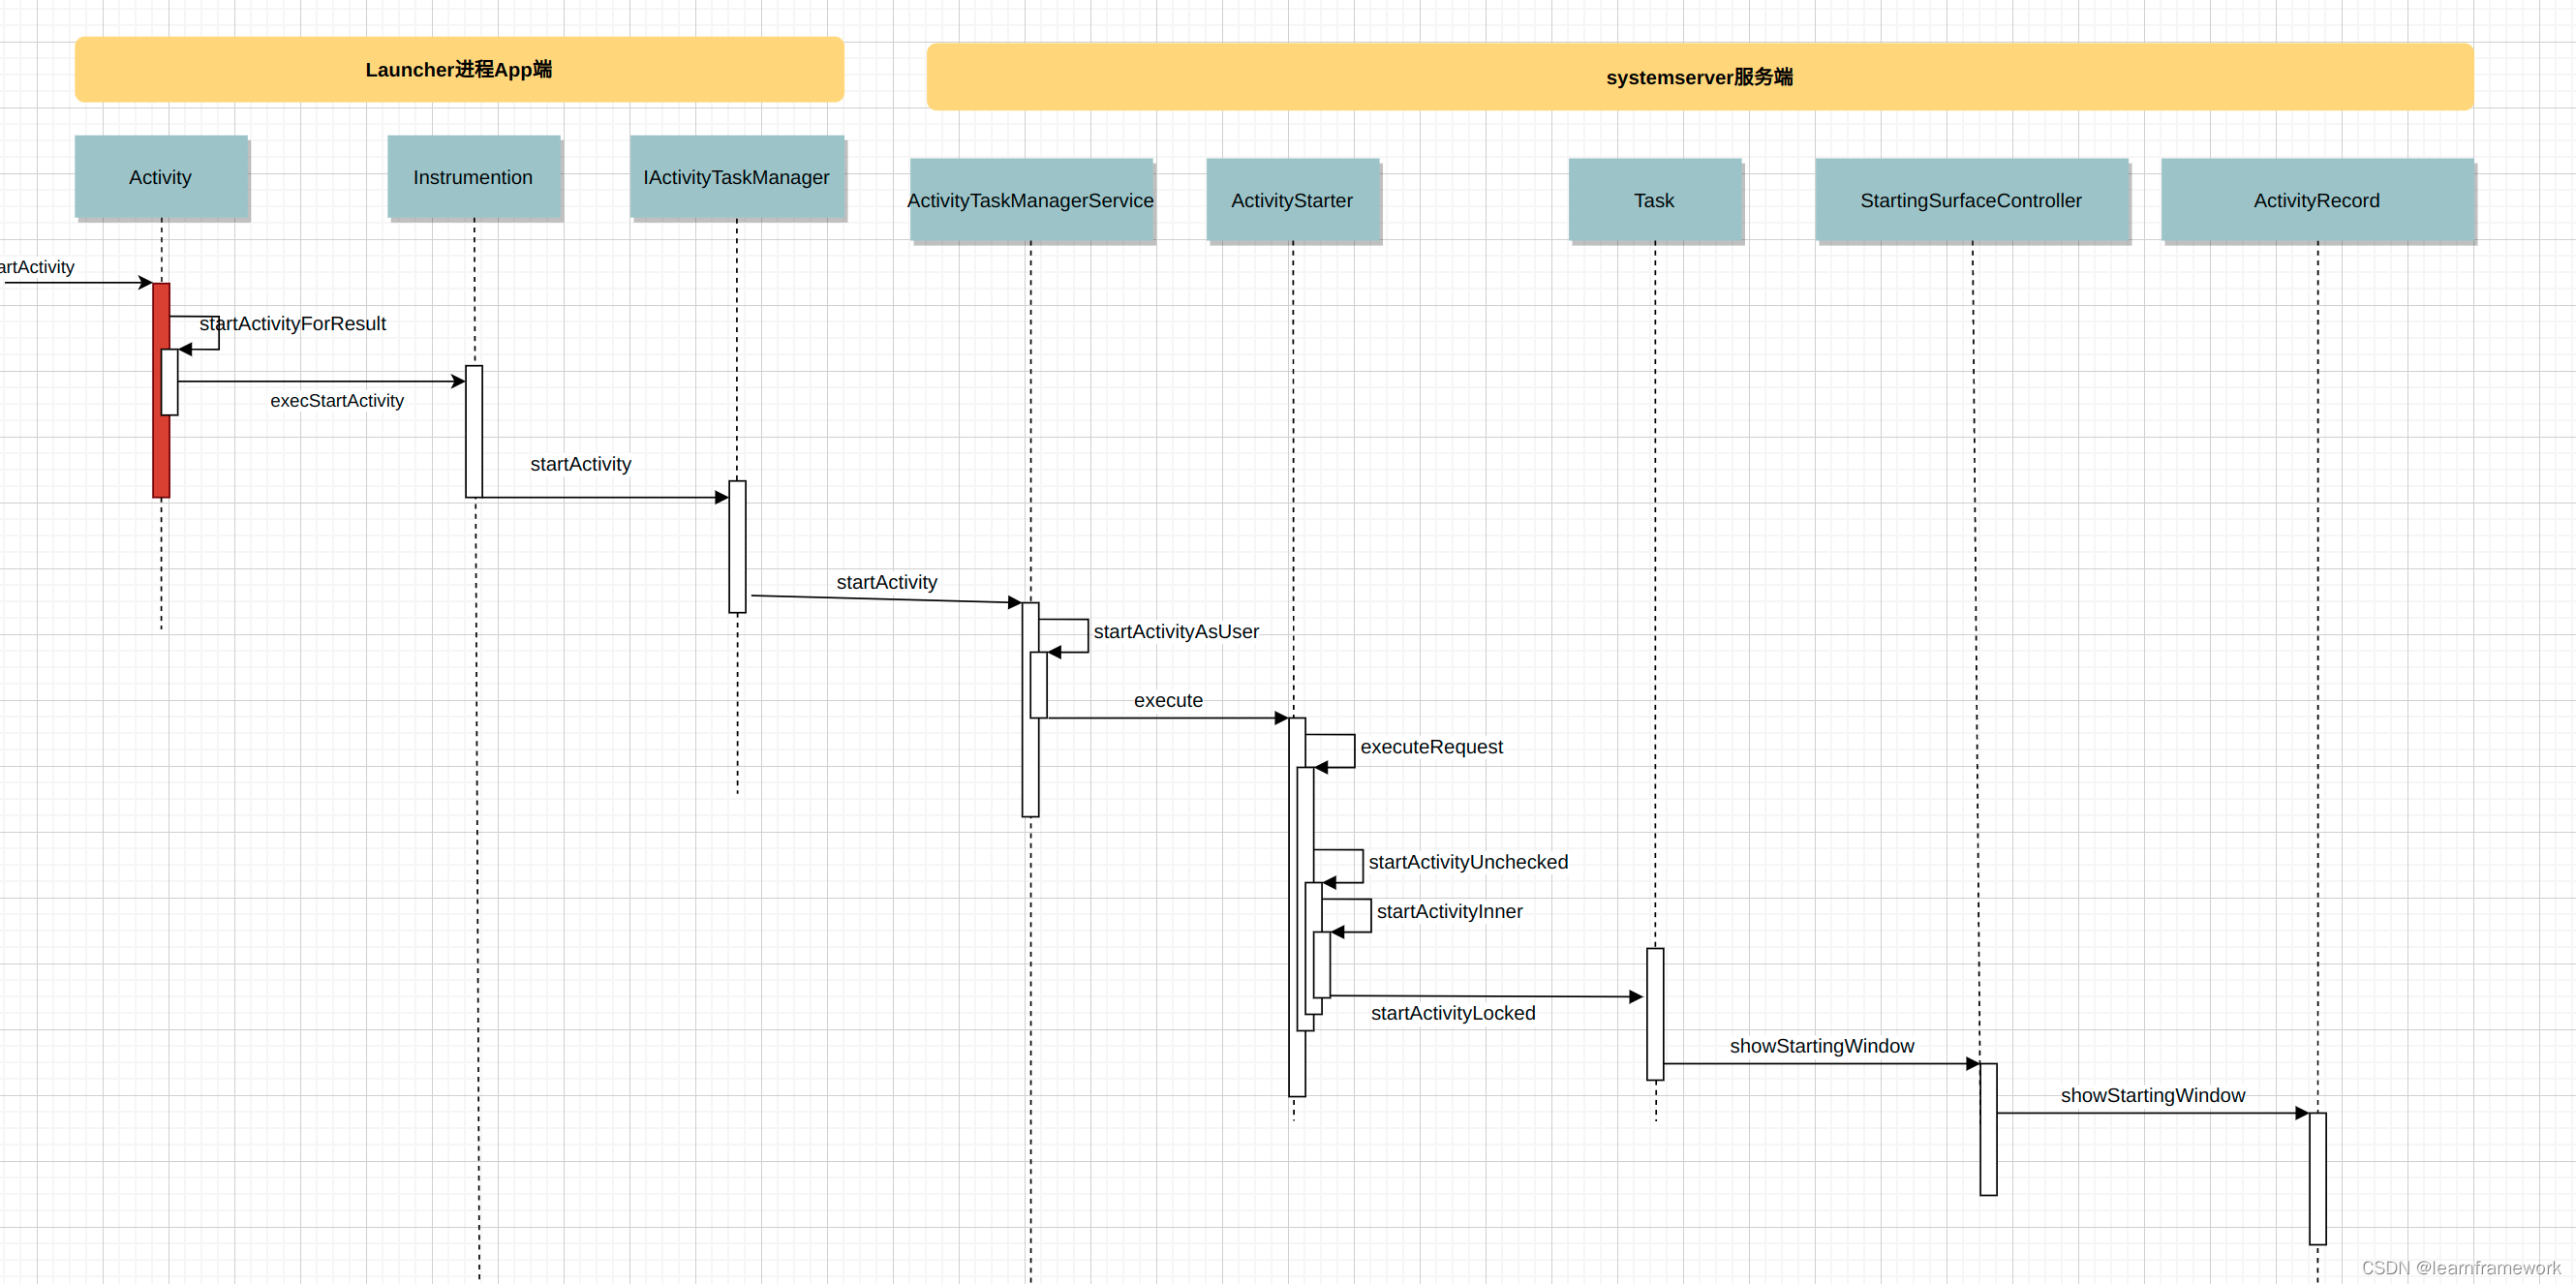 Launcher进程App端
systemserver服务端
Activity
Instrumention
IActivityTaskManager
ActivityTaskManagerService
ActivityStarter
Task
StartingSurfaceController
ActivityRecord
artActivity
startActivityForResult
execStartActivity
startActivity
startActivity
startActivityAsUser
execute
executeRequest
startActivityUnchecked
startActivityInner
startActivityLocked
showStartingWindow
showStartingWindow
CSDN @learnframework